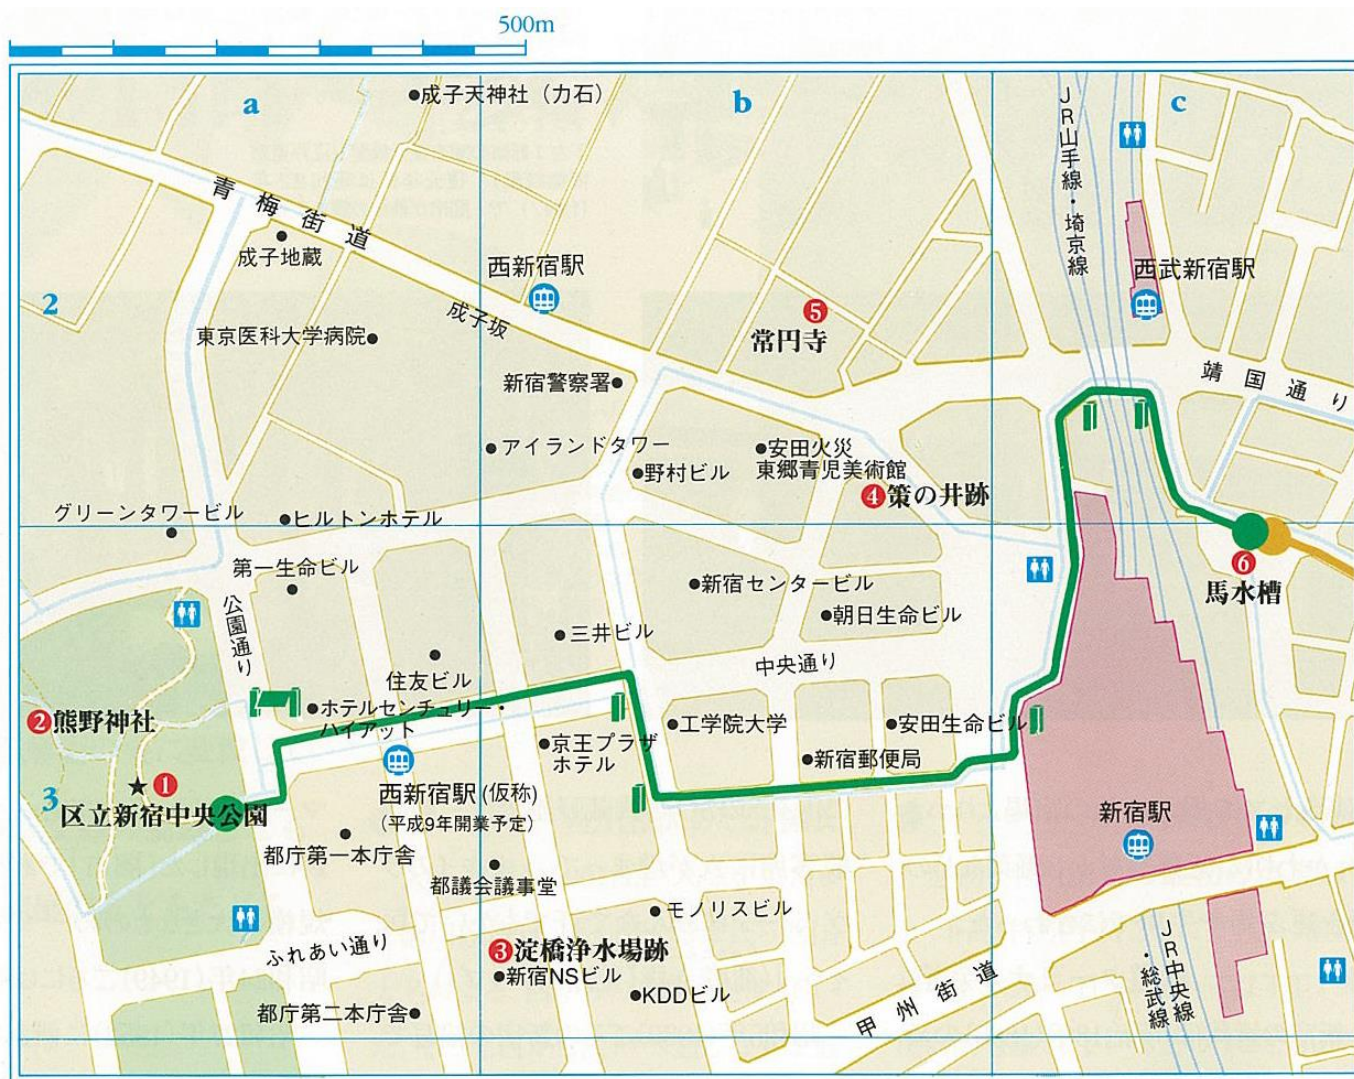 500m
a
b
c
2
3
成子天神社（力石）
青梅街道
成子地蔵
西新宿駅
成子坂
東京医科大学病院
新宿警察署
5
常円寺
JR山手線・埼京線
西武新宿駅
靖国通り
アイランドタワー
野村ビル
安田火災
東郷青児美術館
4策の井跡
グリーンタワービル
ヒルトンホテル
第一生命ビル
公園通り
新宿センタービル
朝日生命ビル
三井ビル
中央通り
住友ビル
6
馬水槽
2熊野神社
ホテルセンチュリー・
ハイアット
★1
区立新宿中央公園
京王プラザ
ホテル
工学院大学
安田生命ビル
新宿郵便局
西新宿駅(仮称)
(平成9年開業予定)
新宿駅
都庁第一本庁舎
都議会議事堂
モノリスビル
ふれあい通り
3淀橋浄水場跡
新宿NSビル
KDDビル
都庁第二本庁舎
甲州街道
JR中央線
・総武線